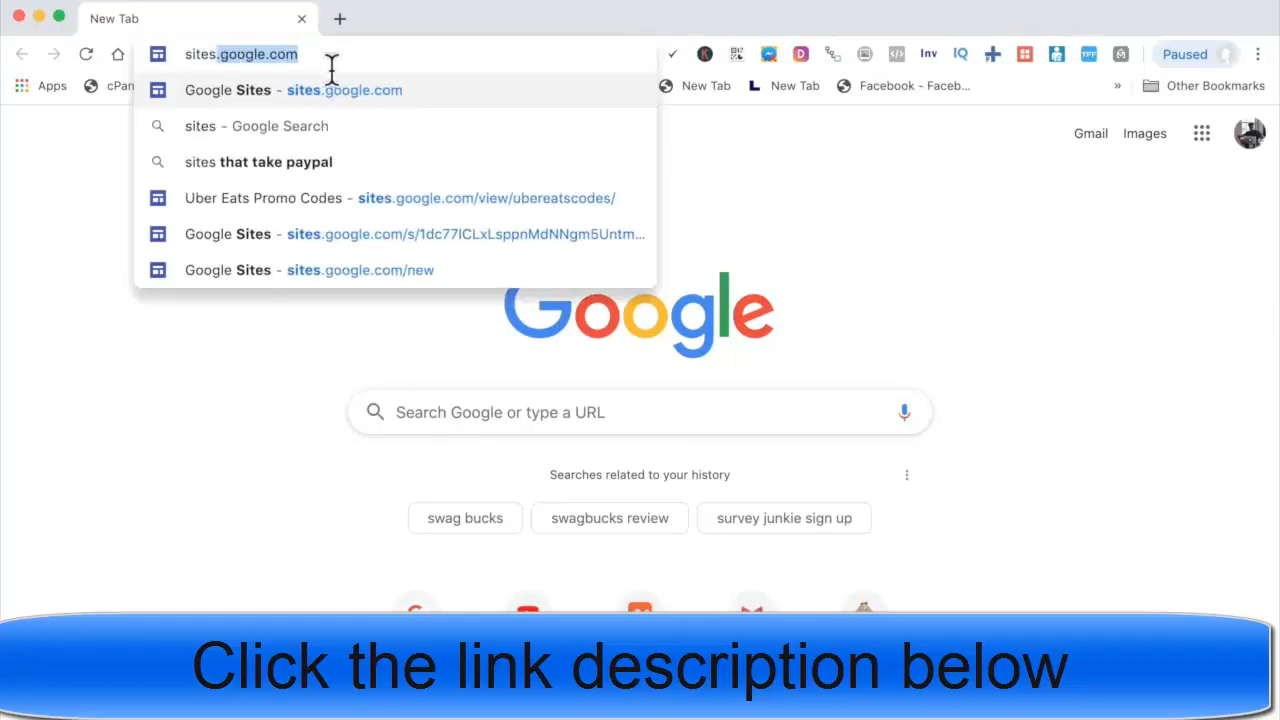 New Tab
sites.google.com
Inv IQ TFF Paused
Google Sites - sites.google.com
sites - Google Search
sites that take paypal
Uber Eats Promo Codes - sites.google.com/view/ubereatscodes/
Google Sites - sites.google.com/s/1dc77ICLxLsppnMdNNgm5Untm...
Google Sites - sites.google.com/new
Apps cPan New Tab New Tab Facebook - Faceb... » Other Bookmarks
Gmail Images
Google
Search Google or type a URL
Searches related to your history
swag bucks swagbucks review survey junkie sign up
Click the link description below